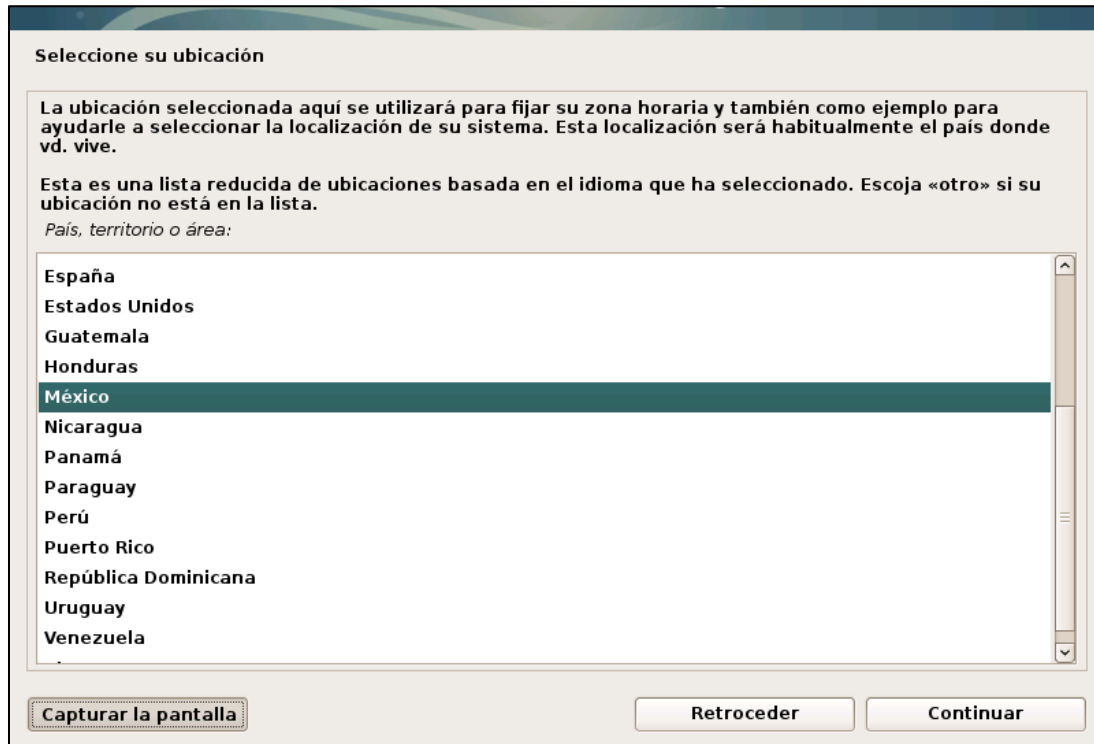 Seleccione su ubicación
La ubicación seleccionada aquí se utilizará para fijar su zona horaria y también como ejemplo para
ayudarle a seleccionar la localización de su sistema. Esta localización será habitualmente el país donde
vd. vive.
Esta es una lista reducida de ubicaciones basada en el idioma que ha seleccionado. Escoja «otro» si su
ubicación no está en la lista.
País, territorio o área:
España
Estados Unidos
Guatemala
Honduras
México
Nicaragua
Panamá
Paraguay
Perú
Puerto Rico
República Dominicana
Uruguay
Venezuela
Capturar la pantalla
Retroceder
Continuar